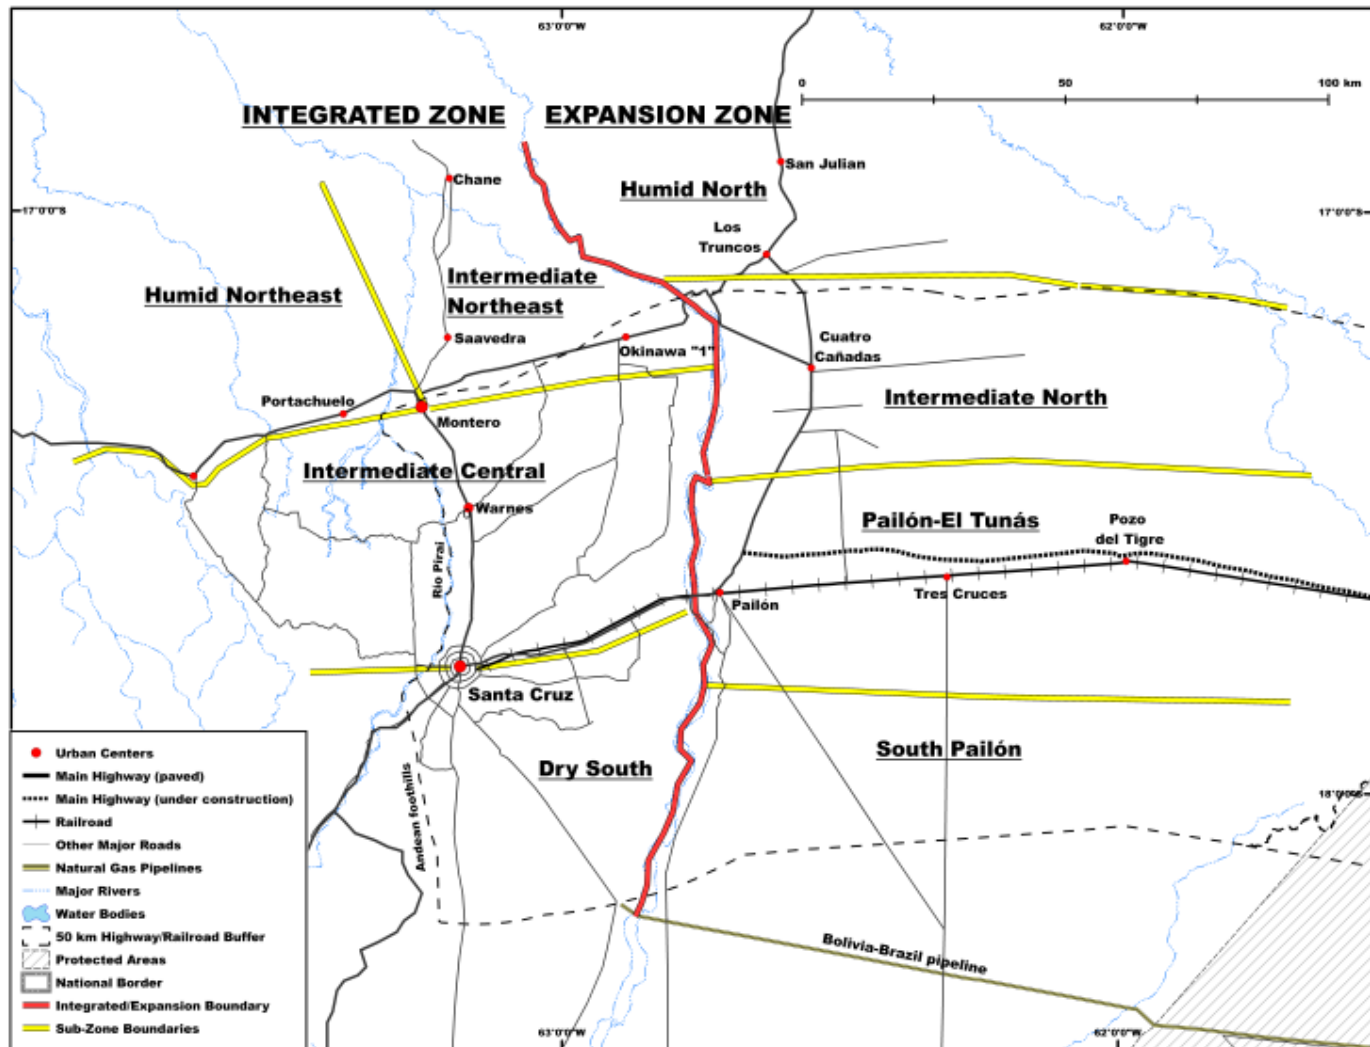 63°0'0"W
62°0'0"W
0
50
100 km
INTEGRATED ZONE
EXPANSION ZONE
San Julian
Chane
Humid North
17°0'0"S
17°0'0"S
Los
Truncos
Intermediate
Northeast
Humid Northeast
Saavedra
Okinawa "1"
Cuatro
Cañadas
Portachuelo
Montero
Intermediate North
Intermediate Central
Warnes
Pailón-El Tunás
Pozo
del Tigre
Rio Pirai
Pailón
Tres Cruces
Santa Cruz
Dry South
South Pailón
Andean foothills
18°0'0"S
Bolivia-Brazil pipeline
Urban Centers
Main Highway (paved)
Main Highway (under construction)
Railroad
Other Major Roads
Natural Gas Pipelines
Major Rivers
Water Bodies
50 km Highway/Railroad Buffer
Protected Areas
National Border
Integrated/Expansion Boundary
Sub-Zone Boundaries
63°0'0"W
62°0'0"W